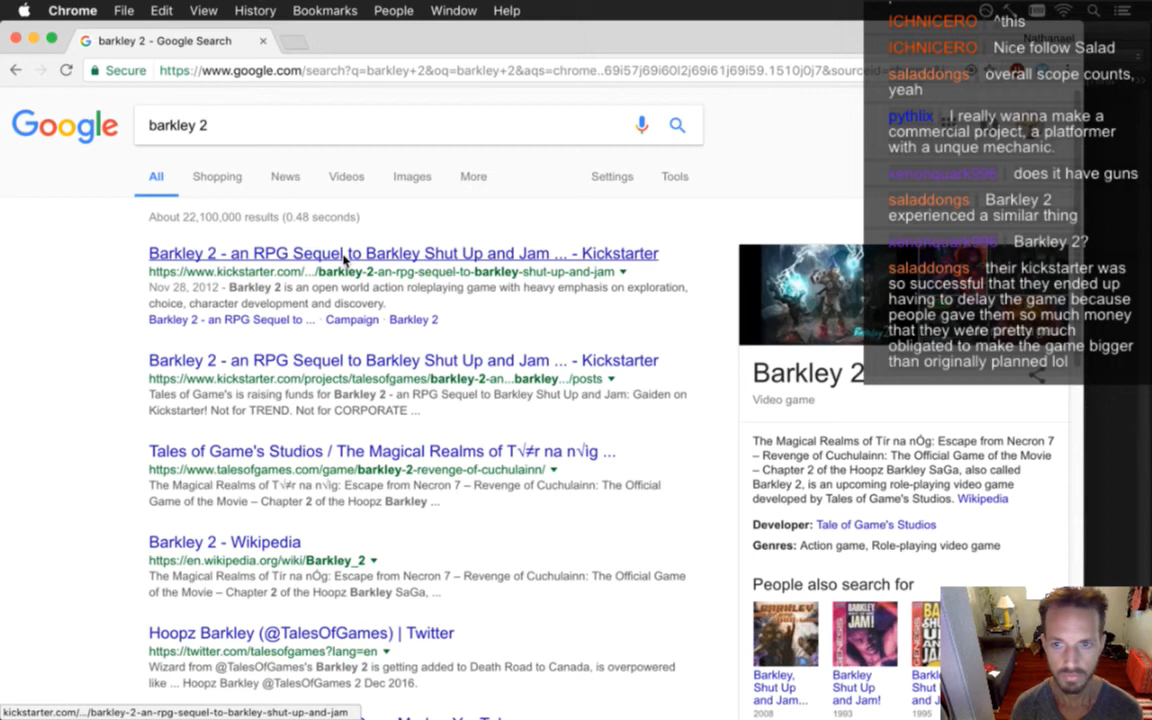 Chrome File Edit View History Bookmarks People Window Help
barkley 2 - Google Search
Secure https://www.google.com/search?q=barkley+2&oq=barkley+2&aqs=chrome..69i57j69i60l2j69i61j69i59.1510j0j7&sourceid=chrome&i
Google
barkley 2
All Shopping News Videos Images More Settings Tools
About 22,100,000 results (0.48 seconds)
Barkley 2 - an RPG Sequel to Barkley Shut Up and Jam ... - Kickstarter
https://www.kickstarter.com/.../barkley-2-an-rpg-sequel-to-barkley-shut-up-and-jam
Nov 28, 2012 - Barkley 2 is an open world action roleplaying game with heavy emphasis on exploration,
choice, character development and discovery.
Barkley 2 - an RPG Sequel to ... · Campaign · Barkley 2
Barkley 2 - an RPG Sequel to Barkley Shut Up and Jam ... - Kickstarter
https://www.kickstarter.com/projects/talesofgames/barkley-2-an...barkley.../posts
Tales of Game's is raising funds for Barkley 2 - an RPG Sequel to Barkley Shut Up and Jam: Gaiden on
Kickstarter! Not for TREND. Not for CORPORATE ...
Tales of Game's Studios / The Magical Realms of T√≠r na n√ìg ...
https://www.talesofgames.com/game/barkley-2-revenge-of-cuchulainn/
The Magical Realms of T√≠r na n√ìg: Escape from Necron 7 – Revenge of Cuchulainn: The Official
Game of the Movie – Chapter 2 of the Hoopz Barkley ...
Barkley 2 - Wikipedia
https://en.wikipedia.org/wiki/Barkley_2
The Magical Realms of Tír na nÓg: Escape from Necron 7 – Revenge of Cuchulainn: The Official Game
of the Movie – Chapter 2 of the Hoopz Barkley SaGa, ...
Hoopz Barkley (@TalesOfGames) | Twitter
https://twitter.com/talesofgames?lang=en
Wizard from @TalesOfGames's Barkley 2 is getting added to Death Road to Canada, is overpowered
like ... Hoopz Barkley @TalesOfGames 2 Dec 2016.
kickstarter.com/.../barkley-2-an-rpg-sequel-to-barkley-shut-up-and-jam
Barkley 2
Video game
The Magical Realms of Tír na nÓg: Escape from Necron 7
– Revenge of Cuchulainn: The Official Game of the Movie
– Chapter 2 of the Hoopz Barkley SaGa, also called
Barkley 2, is an upcoming role-playing video game
developed by Tales of Game's Studios. Wikipedia
Developer: Tale of Game's Studios
Genres: Action game, Role-playing video game
People also search for
Barkley,
Shut Up
and Jam...
2008
Barkley
Shut Up
and Jam!
1993
Barkley,
Shut Up
and Jam
1995
ICHNICERO ^this
ICHNICERO Nice follow Salad
saladdongs overall scope counts,
yeah
pythlix I really wanna make a
commercial project, a platformer
with a unque mechanic.
xenonquark996 does it have guns
saladdongs Barkley 2
experienced a similar thing
xenonquark996 Barkley 2?
saladdongs their kickstarter was
so successful that they ended up
having to delay the game because
people gave them so much money
that they were pretty much
obligated to make the game bigger
than originally planned lol